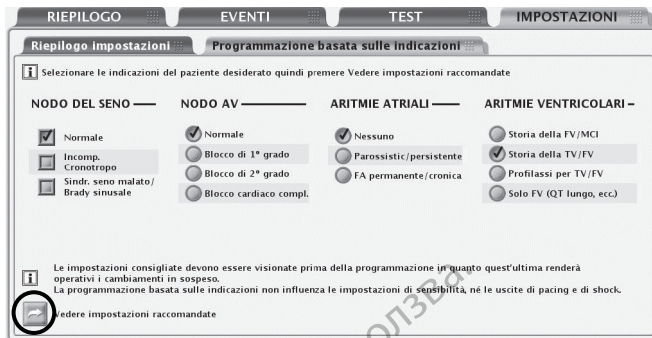 RIEPILOGO EVENTI TEST IMPOSTAZIONI
Riepilogo impostazioni Programmazione basata sulle indicazioni
i Selezionare le indicazioni del paziente desiderato quindi premere Vedere impostazioni raccomandate
NODO DEL SENO NODO AV ARITMIE ATRIALI ARITMIE VENTRICOLARI
Normale Normale Nessuno Storia della FV/MCI
Incomp. Cronotropo Blocco di 1° grado Parossistic/persistente Storia della TV/FV
Sindr. seno malato/ Brady sinusale Blocco di 2° grado FA permanente/cronica Profilassi per TV/FV
Blocco cardiaco compl. Solo FV (QT lungo, ecc.)
i Le impostazioni consigliate devono essere visionate prima della programmazione in quanto quest'ultima renderà
operativi i cambiamenti in sospeso.
La programmazione basata sulle indicazioni non influenza le impostazioni di sensibilità, né le uscite di pacing e di shock.
Vedere impostazioni raccomandate